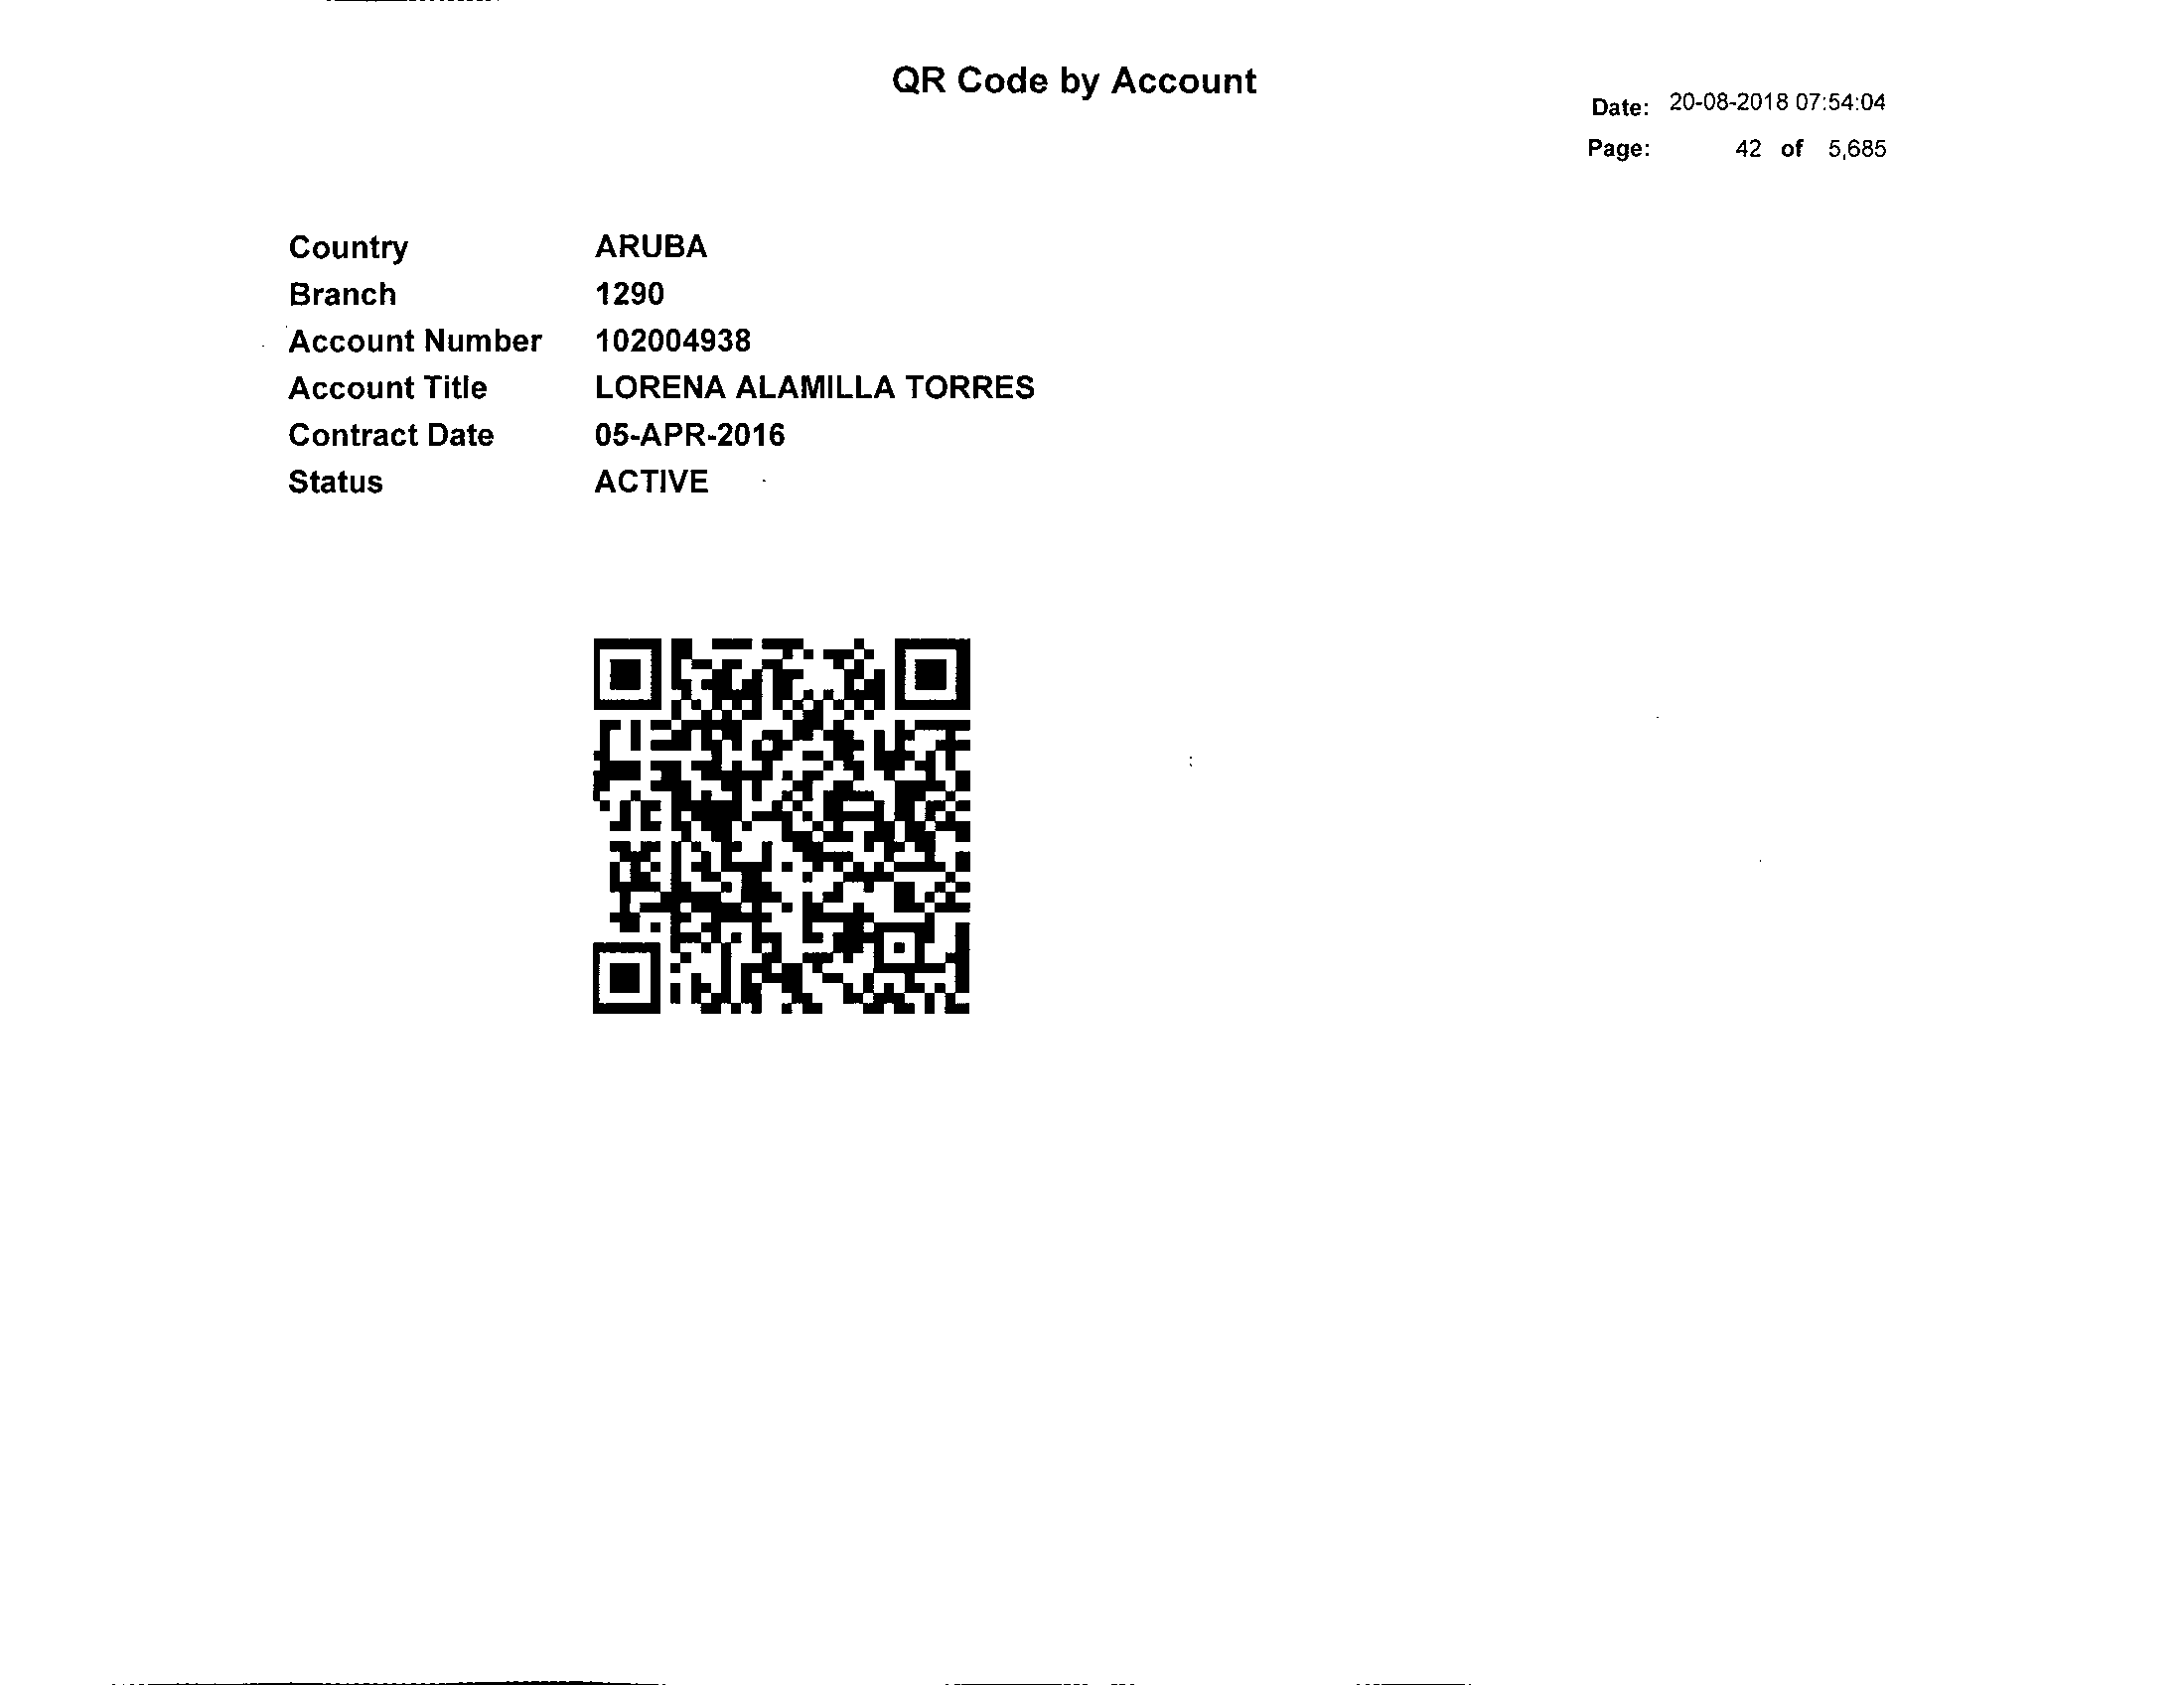 QR Code by Account
Date: 20-08-2018 07:54:04
Page: 42 of 5,685
Country ARUBA
Branch 1290
Account Number 102004938
Account Title LORENA ALAMILLA TORRES
Contract Date 05-APR-2016
Status ACTIVE